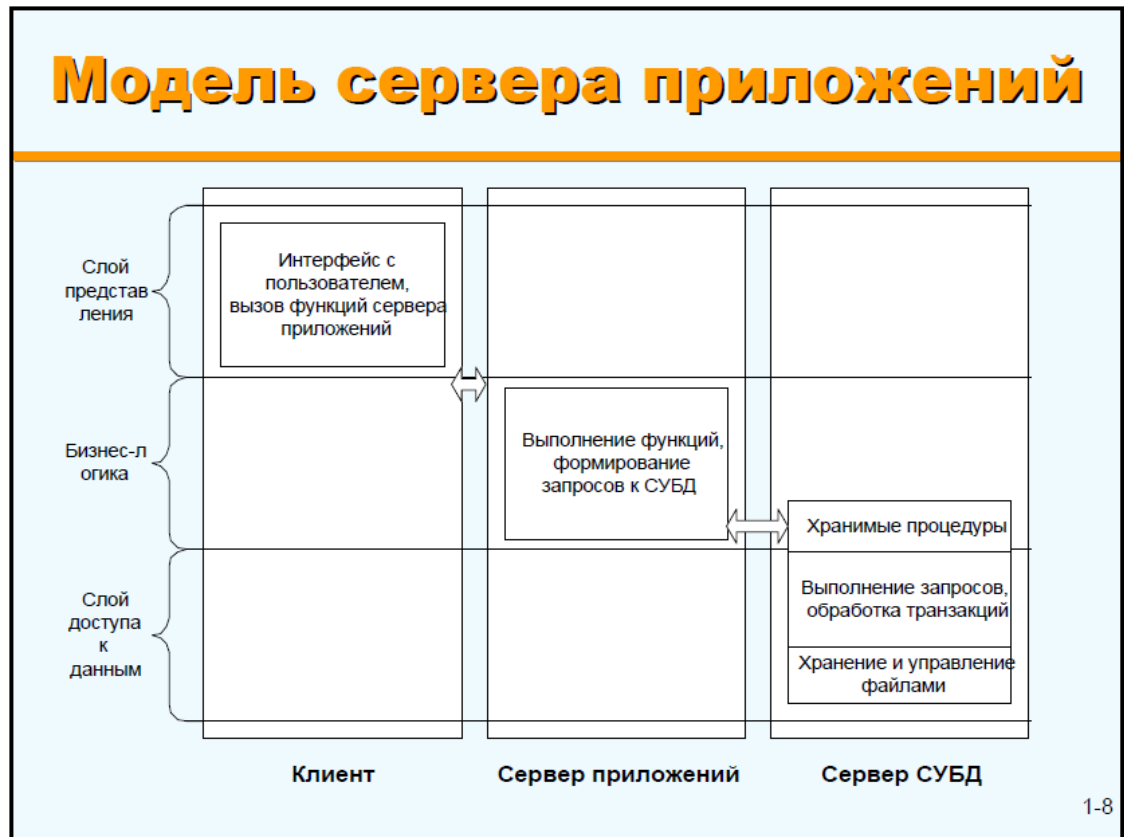 Модель сервера приложений
Слой
представ
ления
Интерфейс с
пользователем,
вызов функций сервера
приложений
Бизнес-л
огика
Выполнение функций,
формирование
запросов к СУБД
Хранимые процедуры
Слой
доступа
к
данным
Выполнение запросов,
обработка транзакций
Хранение и управление
файлами
Клиент
Сервер приложений
Сервер СУБД
1-8